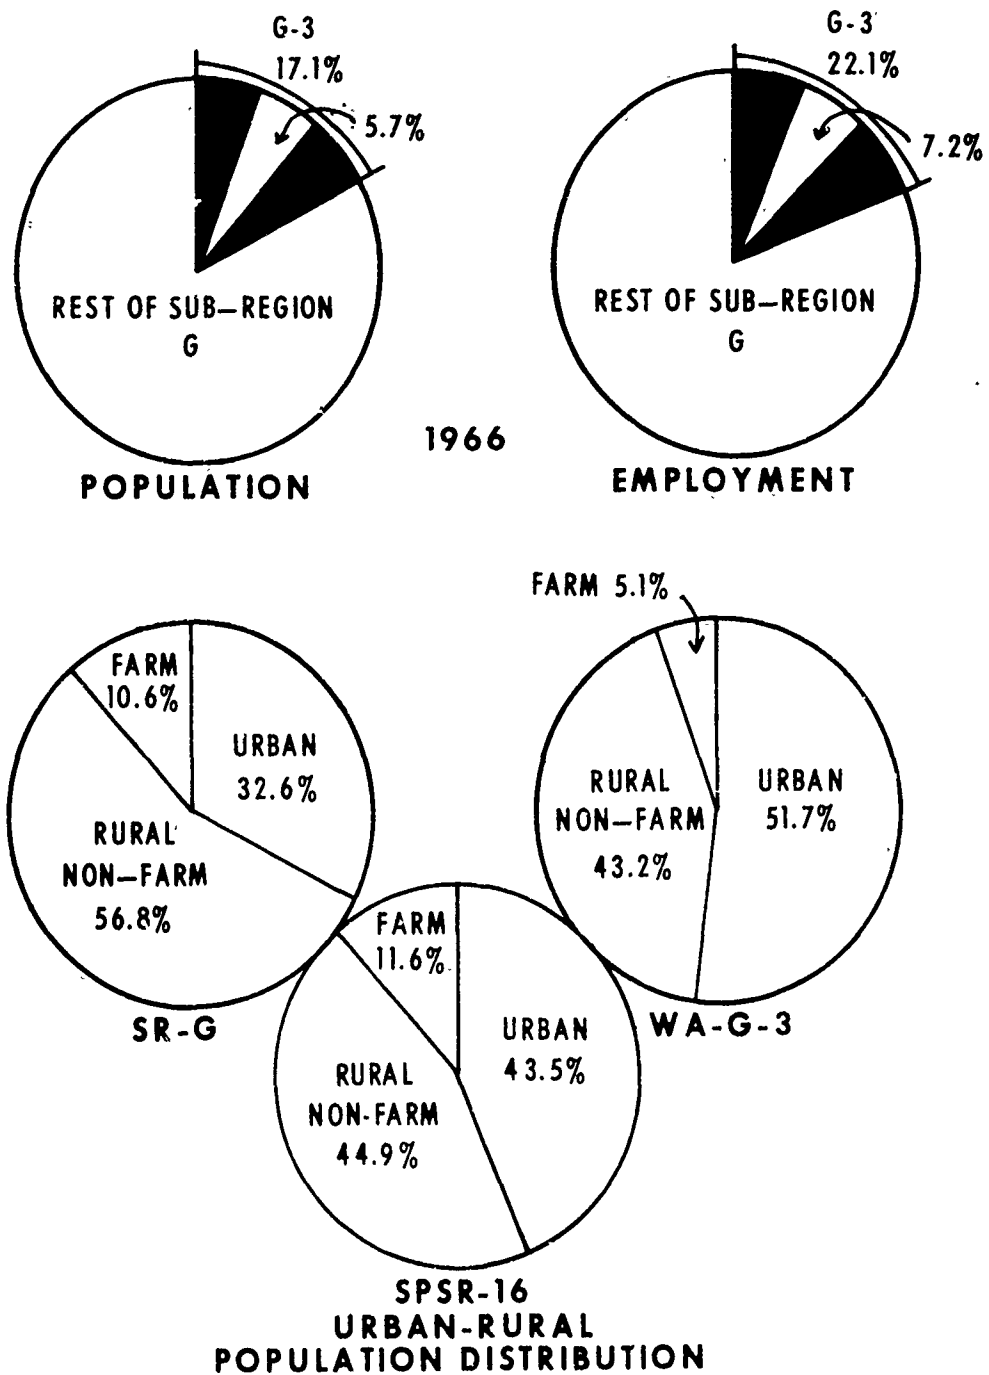 G-3
17.1%
5.7%
REST OF SUB-REGION
G
POPULATION
1966
G-3
22.1%
7.2%
REST OF SUB-REGION
G
EMPLOYMENT
FARM
10.6%
URBAN
32.6%
RURAL
NON-FARM
56.8%
SR-G
FARM 5.1%
RURAL
NON-FARM
43.2%
URBAN
51.7%
WA-G-3
FARM
11.6%
URBAN
43.5%
RURAL
NON-FARM
44.9%
SPSR-16
URBAN-RURAL
POPULATION DISTRIBUTION